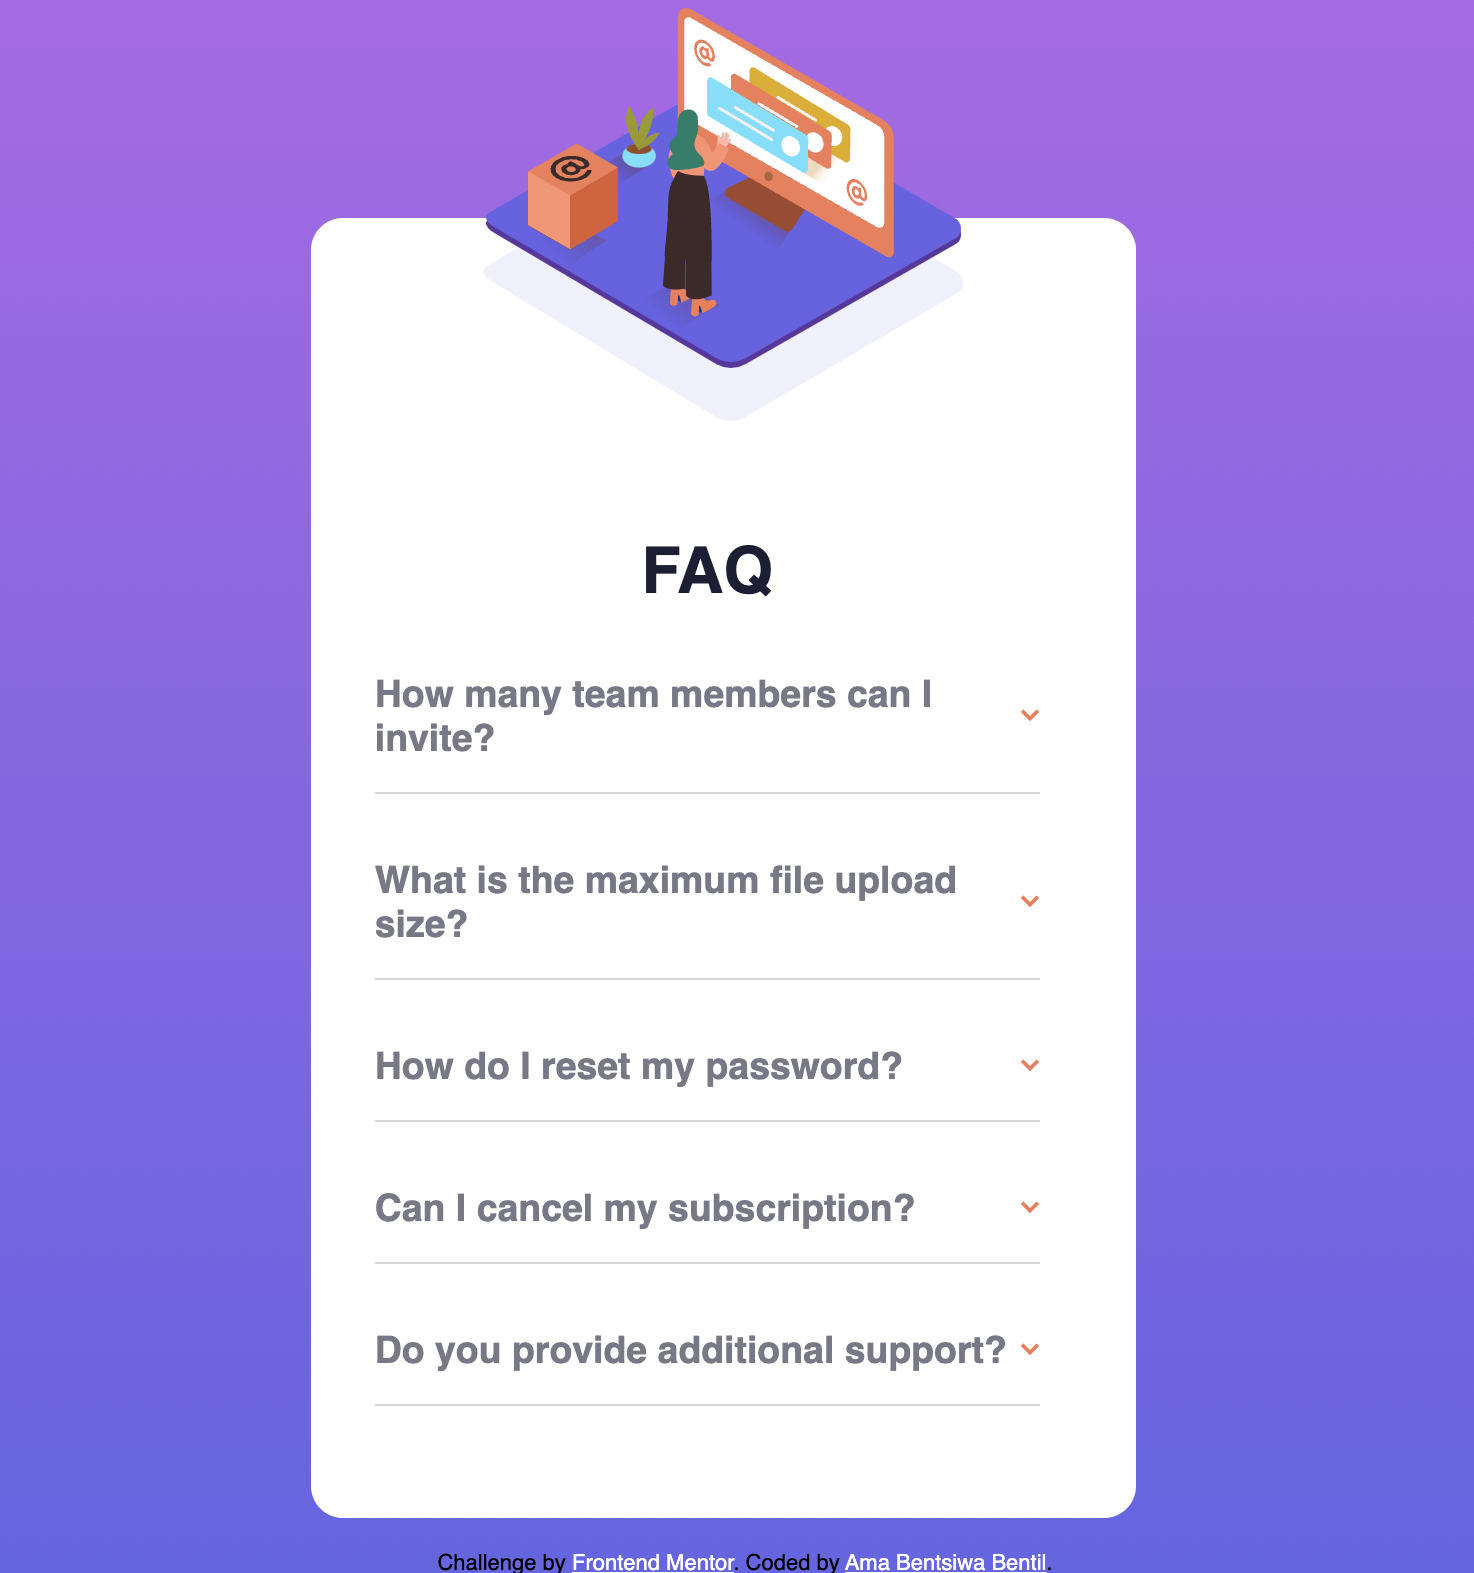 @
@
@
FAQ
How many team members can I
invite?
What is the maximum file upload
size?
How do I reset my password?
Can I cancel my subscription?
Do you provide additional support?
Challenge by Frontend Mentor. Coded by Ama Bentsiwa Bentil.